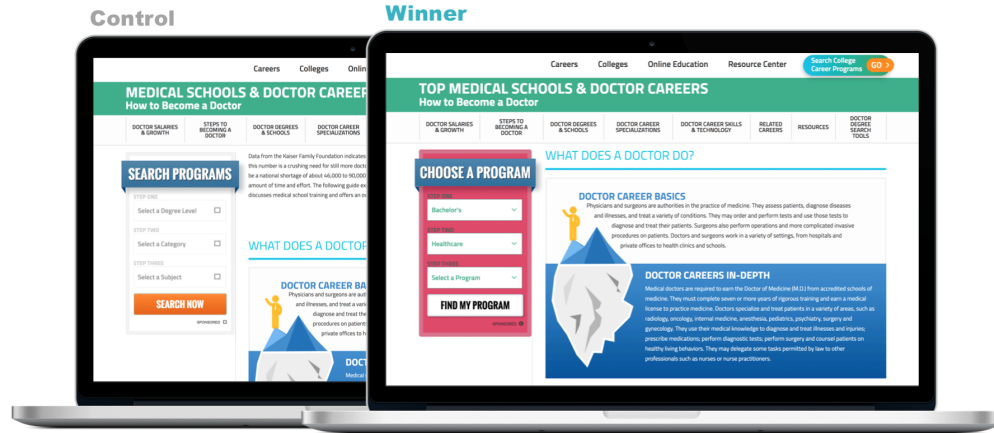 Control
Winner
Careers Colleges Onlin
MEDICAL SCHOOLS & DOCTOR CAREER
How to Become a Doctor
DOCTOR SALARIES
& GROWTH
STEPS TO
BECOMING A
DOCTOR
DOCTOR DEGREES
& SCHOOLS
DOCTOR CAREER
SPECIALIZATIONS
SEARCH PROGRAMS
STEP ONE
Select a Degree Level
STEP TWO
Select a Category
STEP THREE
Select a Subject
SEARCH NOW
SPONSORED
Data from the Kaiser Family Foundation indicates
this number is a crushing need for still more docto
be a national shortage of about 46,000 to 90,000
amount of time and effort. The following guide ex
discusses medical school training and offers an o
WHAT DOES A DOCTOR
DOCTOR CAREER BA
Physicians and surgeons are auth
and illnesses, and treat a varie
diagnose and treat the
procedures on patients
private offices to h
DOCT
Medical
Careers Colleges Online Education Resource Center
Search College
Career Programs
GO
TOP MEDICAL SCHOOLS & DOCTOR CAREERS
How to Become a Doctor
DOCTOR SALARIES
& GROWTH
STEPS TO
BECOMING A
DOCTOR
DOCTOR DEGREES
& SCHOOLS
DOCTOR CAREER
SPECIALIZATIONS
DOCTOR CAREER SKILLS
& TECHNOLOGY
RELATED
CAREERS
RESOURCES
DOCTOR
DEGREE
SEARCH
TOOLS
CHOOSE A PROGRAM
STEP ONE
Bachelor's
STEP TWO
Healthcare
STEP THREE
Select a Program
FIND MY PROGRAM
SPONSORED
WHAT DOES A DOCTOR DO?
DOCTOR CAREER BASICS
Physicians and surgeons are authorities in the practice of medicine. They assess patients, diagnose diseases
and illnesses, and treat a variety of conditions. They may order and perform tests and use those tests to
diagnose and treat their patients. Surgeons also perform operations and more complicated invasive
procedures on patients. Doctors and surgeons work in a variety of settings, from hospitals and
private offices to health clinics and schools.
DOCTOR CAREERS IN-DEPTH
Medical doctors are required to earn the Doctor of Medicine (M.D.) from accredited schools of
medicine. They must complete seven or more years of rigorous training and earn a medical
license to practice medicine. Doctors specialize and treat patients in a variety of areas, such as
radiology, oncology, internal medicine, anesthesia, pediatrics, psychiatry, surgery and
gynecology. They use their medical knowledge to diagnose and treat illnesses and injuries;
prescribe medications; perform diagnostic tests; perform surgery and counsel patients on
healthy living behaviors. They may delegate some tasks permitted by law to other
professionals such as nurses or nurse practitioners.